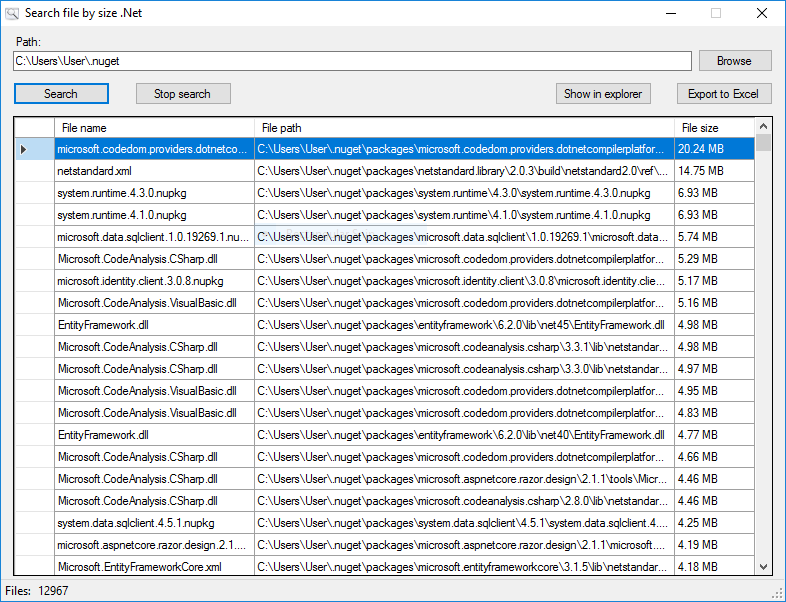 Search file by size .Net
Path:
C:\Users\User\.nuget
Browse
Search Stop search Show in explorer Export to Excel
File name File path File size
microsoft.codedom.providers.dotnetco... C:\Users\User\.nuget\packages\microsoft.codedom.providers.dotnetcompilerplatfor... 20.24 MB
netstandard.xml C:\Users\User\.nuget\packages\netstandard.library\2.0.3\build\netstandard2.0\ref\... 14.75 MB
system.runtime.4.3.0.nupkg C:\Users\User\.nuget\packages\system.runtime\4.3.0\system.runtime.4.3.0.nupkg 6.93 MB
system.runtime.4.1.0.nupkg C:\Users\User\.nuget\packages\system.runtime\4.1.0\system.runtime.4.1.0.nupkg 6.93 MB
microsoft.data.sqlclient.1.0.19269.1.nu... C:\Users\User\.nuget\packages\microsoft.data.sqlclient\1.0.19269.1\microsoft.data... 5.74 MB
Microsoft.CodeAnalysis.CSharp.dll C:\Users\User\.nuget\packages\microsoft.codedom.providers.dotnetcompilerplatfor... 5.29 MB
microsoft.identity.client.3.0.8.nupkg C:\Users\User\.nuget\packages\microsoft.identity.client\3.0.8\microsoft.identity.clie... 5.17 MB
Microsoft.CodeAnalysis.VisualBasic.dll C:\Users\User\.nuget\packages\microsoft.codedom.providers.dotnetcompilerplatfor... 5.16 MB
EntityFramework.dll C:\Users\User\.nuget\packages\entityframework\6.2.0\lib\net45\EntityFramework.dll 4.98 MB
Microsoft.CodeAnalysis.CSharp.dll C:\Users\User\.nuget\packages\microsoft.codeanalysis.csharp\3.3.1\lib\netstandar... 4.98 MB
Microsoft.CodeAnalysis.CSharp.dll C:\Users\User\.nuget\packages\microsoft.codeanalysis.csharp\3.3.0\lib\netstandar... 4.97 MB
Microsoft.CodeAnalysis.VisualBasic.dll C:\Users\User\.nuget\packages\microsoft.codedom.providers.dotnetcompilerplatfor... 4.95 MB
Microsoft.CodeAnalysis.VisualBasic.dll C:\Users\User\.nuget\packages\microsoft.codedom.providers.dotnetcompilerplatfor... 4.83 MB
EntityFramework.dll C:\Users\User\.nuget\packages\entityframework\6.2.0\lib\net40\EntityFramework.dll 4.77 MB
Microsoft.CodeAnalysis.CSharp.dll C:\Users\User\.nuget\packages\microsoft.codedom.providers.dotnetcompilerplatfor... 4.66 MB
Microsoft.CodeAnalysis.CSharp.dll C:\Users\User\.nuget\packages\microsoft.aspnetcore.razor.design\2.1.1\tools\Micr... 4.46 MB
Microsoft.CodeAnalysis.CSharp.dll C:\Users\User\.nuget\packages\microsoft.codeanalysis.csharp\2.8.0\lib\netstandar... 4.46 MB
system.data.sqlclient.4.5.1.nupkg C:\Users\User\.nuget\packages\system.data.sqlclient\4.5.1\system.data.sqlclient.4.... 4.25 MB
microsoft.aspnetcore.razor.design.2.1.... C:\Users\User\.nuget\packages\microsoft.aspnetcore.razor.design\2.1.1\microsoft.... 4.19 MB
Microsoft.EntityFrameworkCore.xml C:\Users\User\.nuget\packages\microsoft.entityframeworkcore\3.1.5\lib\netstandar... 4.18 MB
Files: 12967